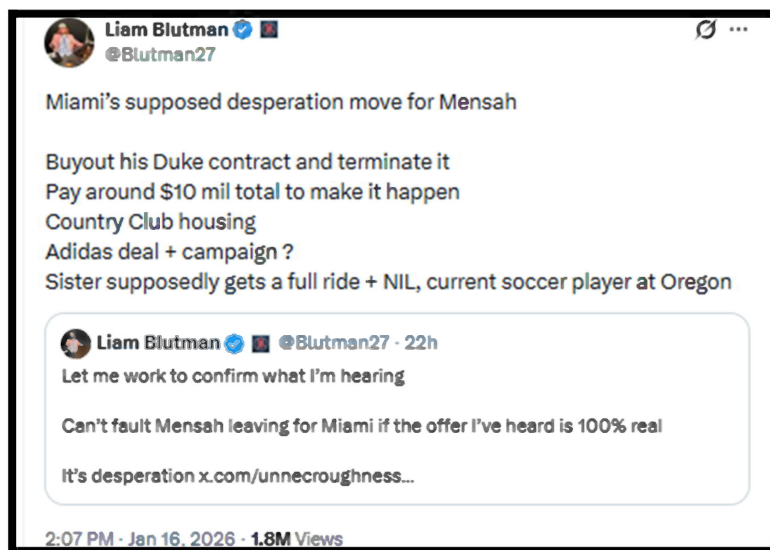 Liam Blutman
@Blutman27
Miami's supposed desperation move for Mensah
Buyout his Duke contract and terminate it
Pay around $10 mil total to make it happen
Country Club housing
Adidas deal + campaign ?
Sister supposedly gets a full ride + NIL, current soccer player at Oregon
Liam Blutman @Blutman27 · 22h
Let me work to confirm what I'm hearing
Can't fault Mensah leaving for Miami if the offer I've heard is 100% real
It's desperation x.com/unnecroughness...
2:07 PM · Jan 16, 2026 · 1.8M Views